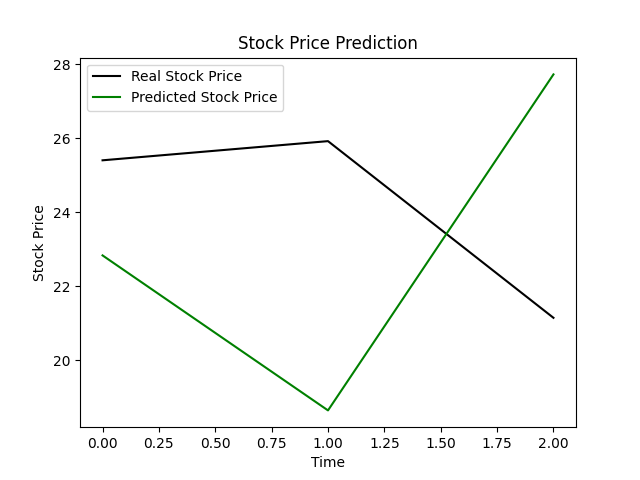 Stock Price Prediction
Real Stock Price
Predicted Stock Price
Stock Price
28
26
24
22
20
0.00 0.25 0.50 0.75 1.00 1.25 1.50 1.75 2.00
Time